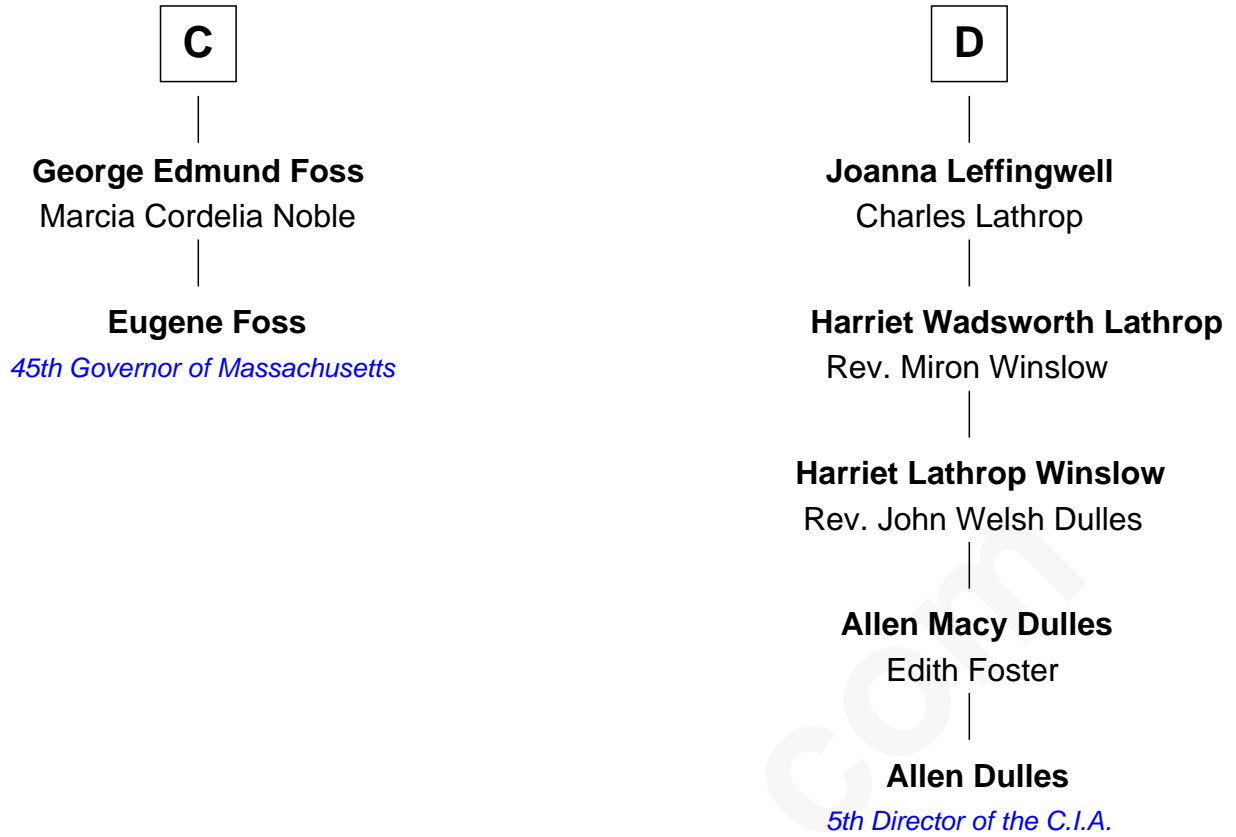 C
George Edmund Foss
Marcia Cordelia Noble
Eugene Foss
45th Governor of Massachusetts
D
Joanna Leffingwell
Charles Lathrop
Harriet Wadsworth Lathrop
Rev. Miron Winslow
Harriet Lathrop Winslow
Rev. John Welsh Dulles
Allen Macy Dulles
Edith Foster
Allen Dulles
5th Director of the C.I.A.
com